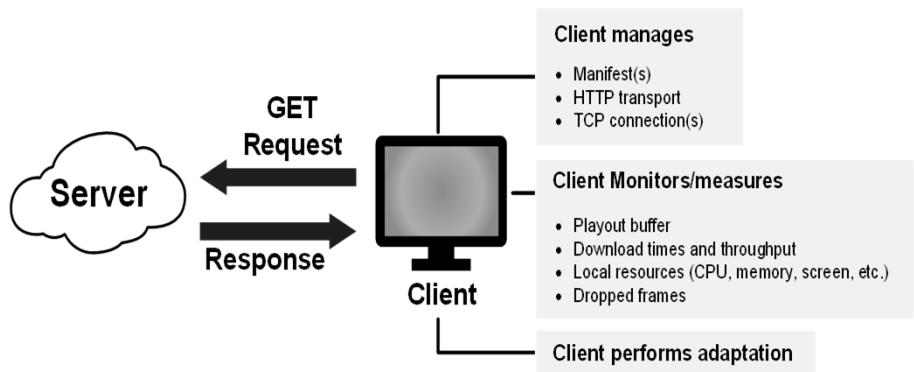 Server
GET
Request
Response
Client
Client manages
• Manifest(s)
• HTTP transport
• TCP connection(s)
Client Monitors/measures
• Playout buffer
• Download times and throughput
• Local resources (CPU, memory, screen, etc.)
• Dropped frames
Client performs adaptation